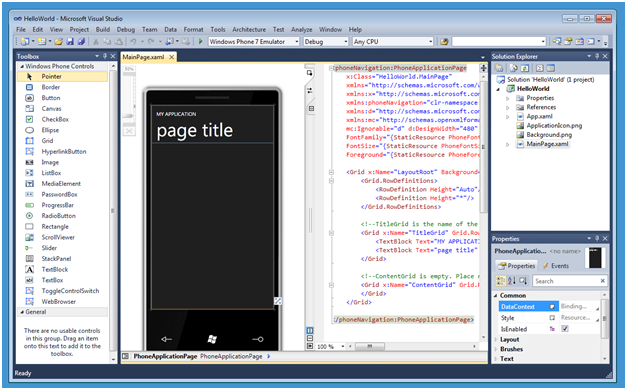 HelloWorld - Microsoft Visual Studio
File Edit View Project Build Debug Team Data Format Tools Architecture Test Analyze Window Help
Windows Phone 7 Emulator Debug Any CPU
Toolbox
Windows Phone Controls
Pointer
Border
Button
Canvas
CheckBox
Ellipse
Grid
HyperlinkButton
Image
ListBox
MediaElement
PasswordBox
ProgressBar
RadioButton
Rectangle
ScrollViewer
Slider
StackPanel
TextBlock
TextBox
ToggleControlSwitch
WebBrowser
General
There are no usable controls
in this group. Drag an item
onto this text to add it to the
toolbox.
MainPage.xaml
MY APPLICATION
page title
phoneNavigation:PhoneApplicationPage
x:Class="HelloWorld.MainPage"
xmlns="http://schemas.microsoft.com/
xmlns:x="http://schemas.microsoft.co
xmlns:phoneNavigation="clr-namespace
xmlns:d="http://schemas.microsoft.co
xmlns:mc="http://schemas.openxmlform
mc:Ignorable="d" d:DesignWidth="480"
FontFamily="{StaticResource PhoneFon
FontSize="{StaticResource PhoneFontS
Foreground="{StaticResource PhoneFor
<Grid x:Name="LayoutRoot" Background=
<Grid.RowDefinitions>
<RowDefinition Height="Auto"/
<RowDefinition Height="*"/>
</Grid.RowDefinitions>
<!--TitleGrid is the name of the
<Grid x:Name="TitleGrid" Grid.Ro
<TextBlock Text="MY APPLICATI
<TextBlock Text="page title"
</Grid>
<!--ContentGrid is empty. Place n
<Grid x:Name="ContentGrid" Grid.R
</Grid>
</Grid>
</phoneNavigation:PhoneApplicationPage>
100 %
PhoneApplicationPage PhoneApplicationPage
Solution Explorer
Solution 'HelloWorld' (1 project)
HelloWorld
Properties
References
App.xaml
ApplicationIcon.png
Background.png
MainPage.xaml
Properties
PhoneApplicatio... <no name>
Properties Events
Search
Common
DataContext Binding...
Style Resource...
IsEnabled
Layout
Brushes
Text
Ready